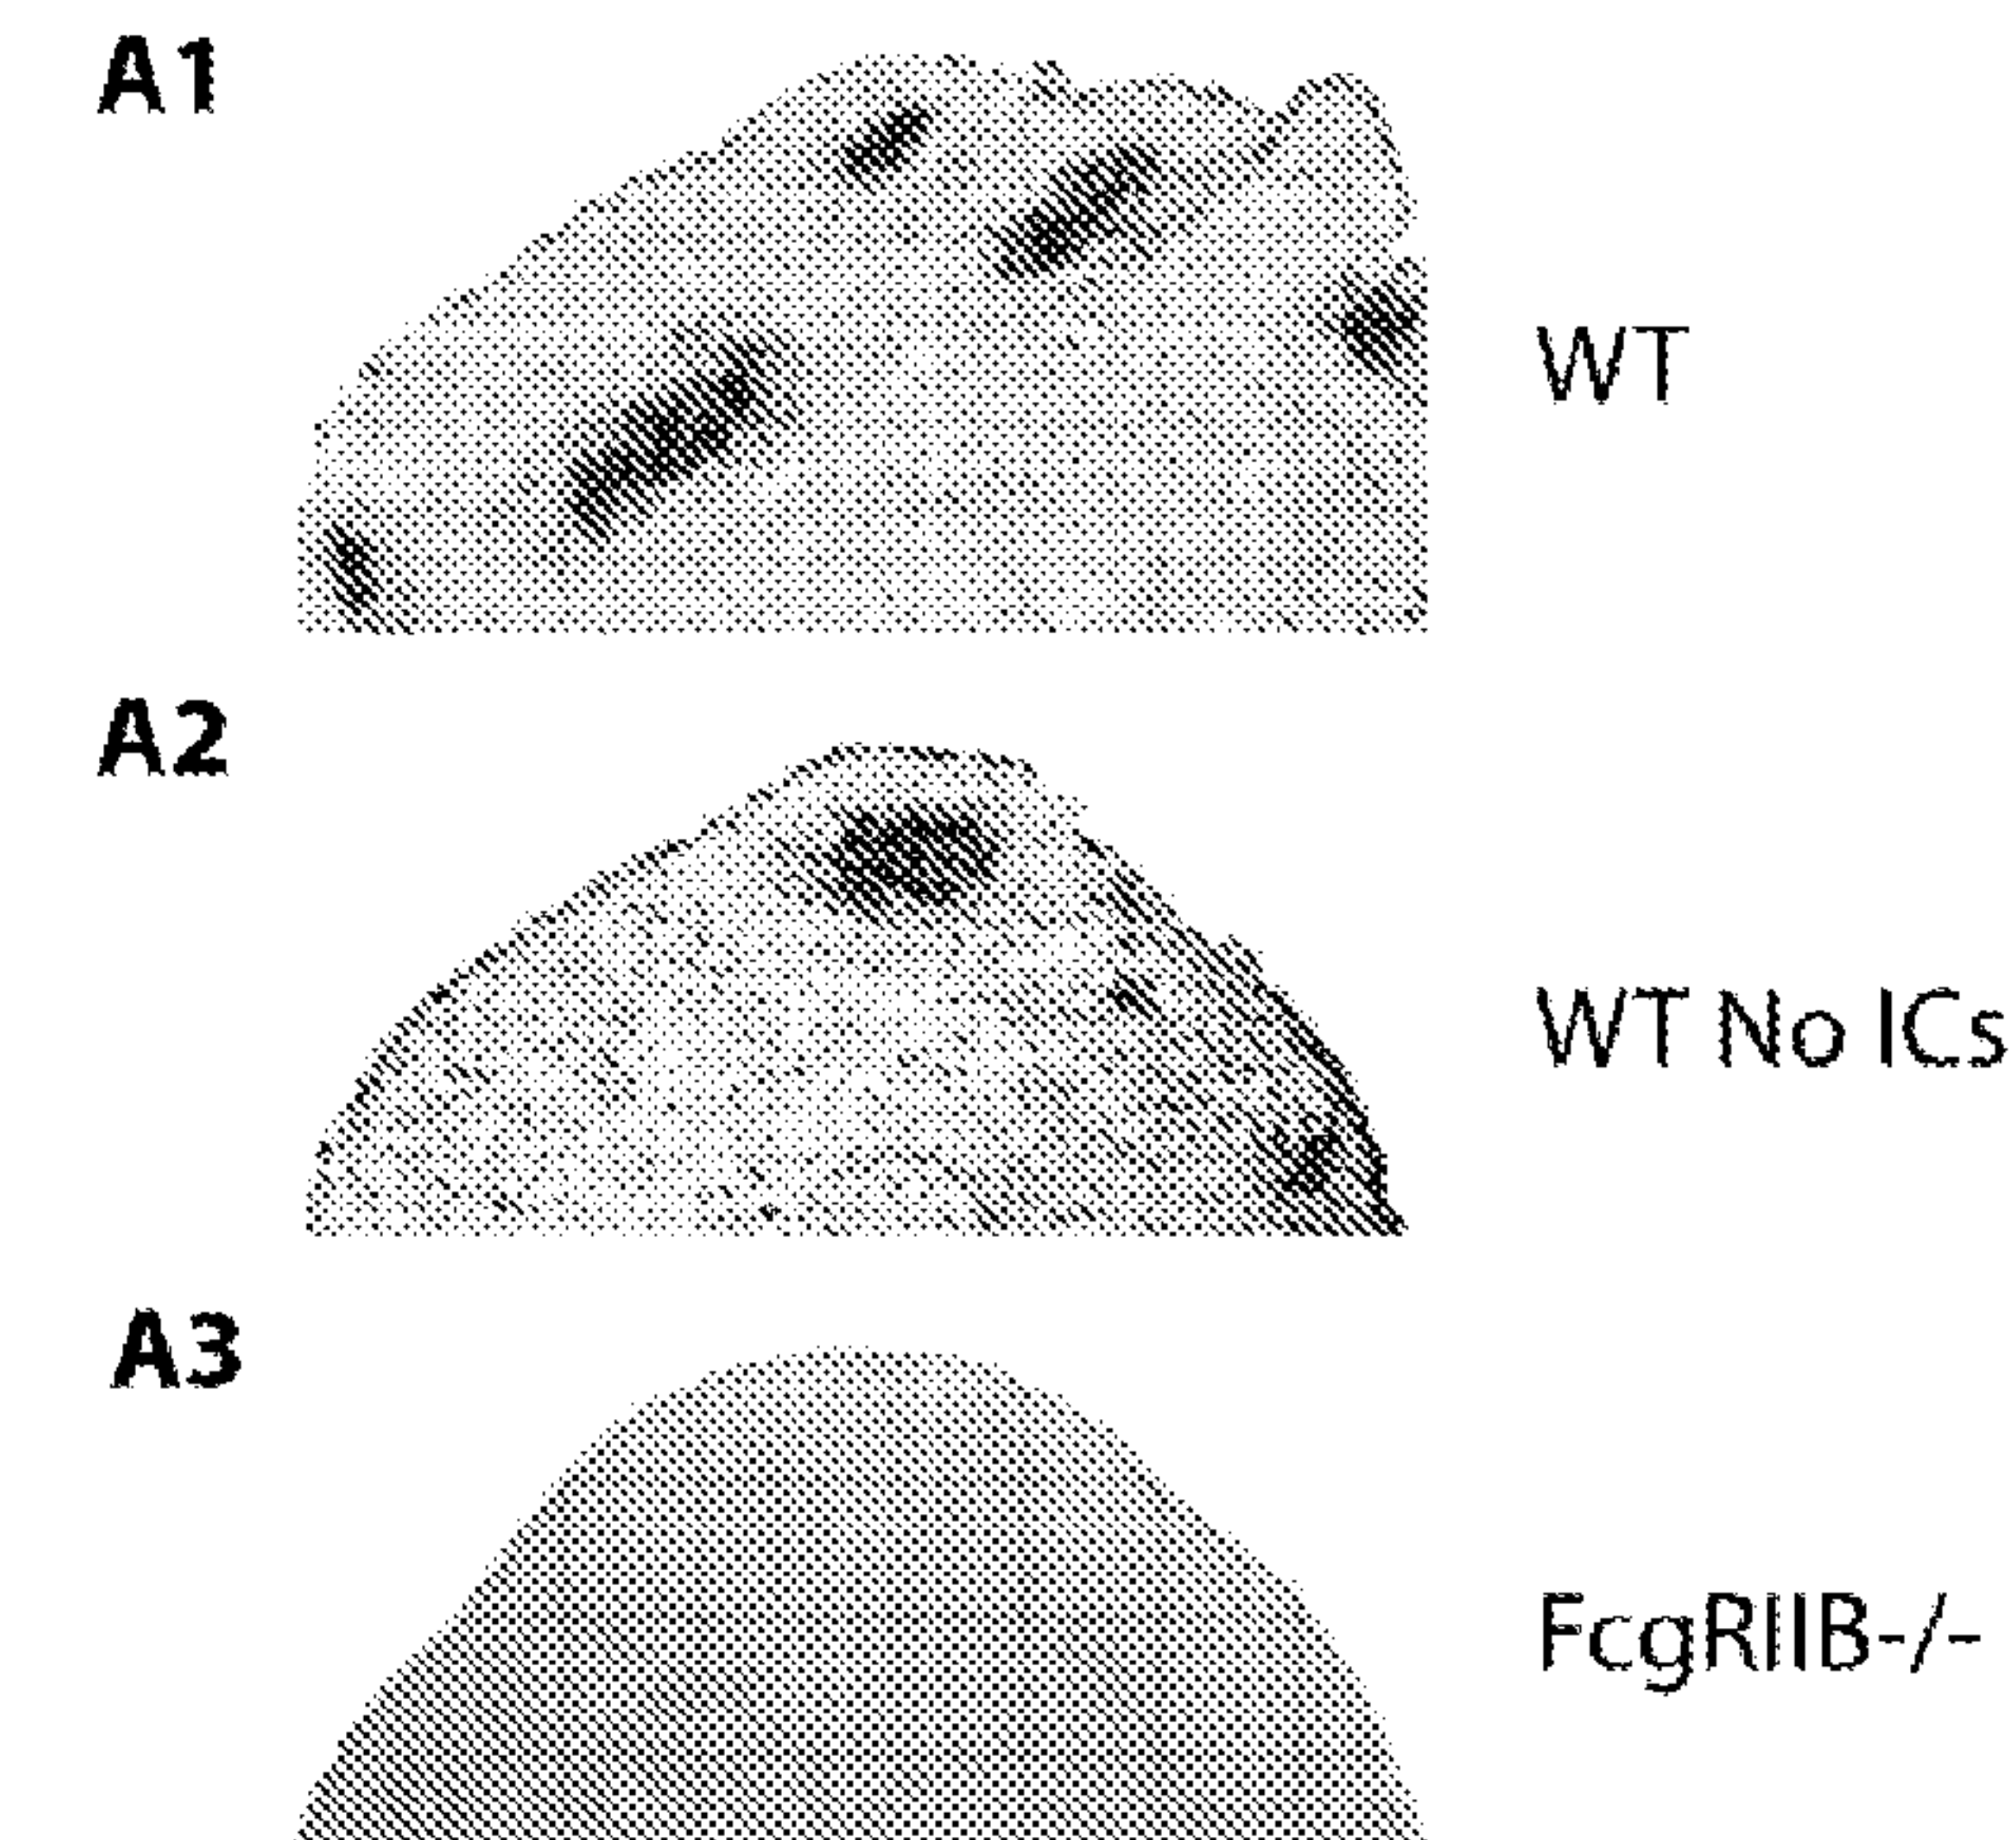 A1
WT
A2
WT No ICs
A3
FcgRIIB-/-